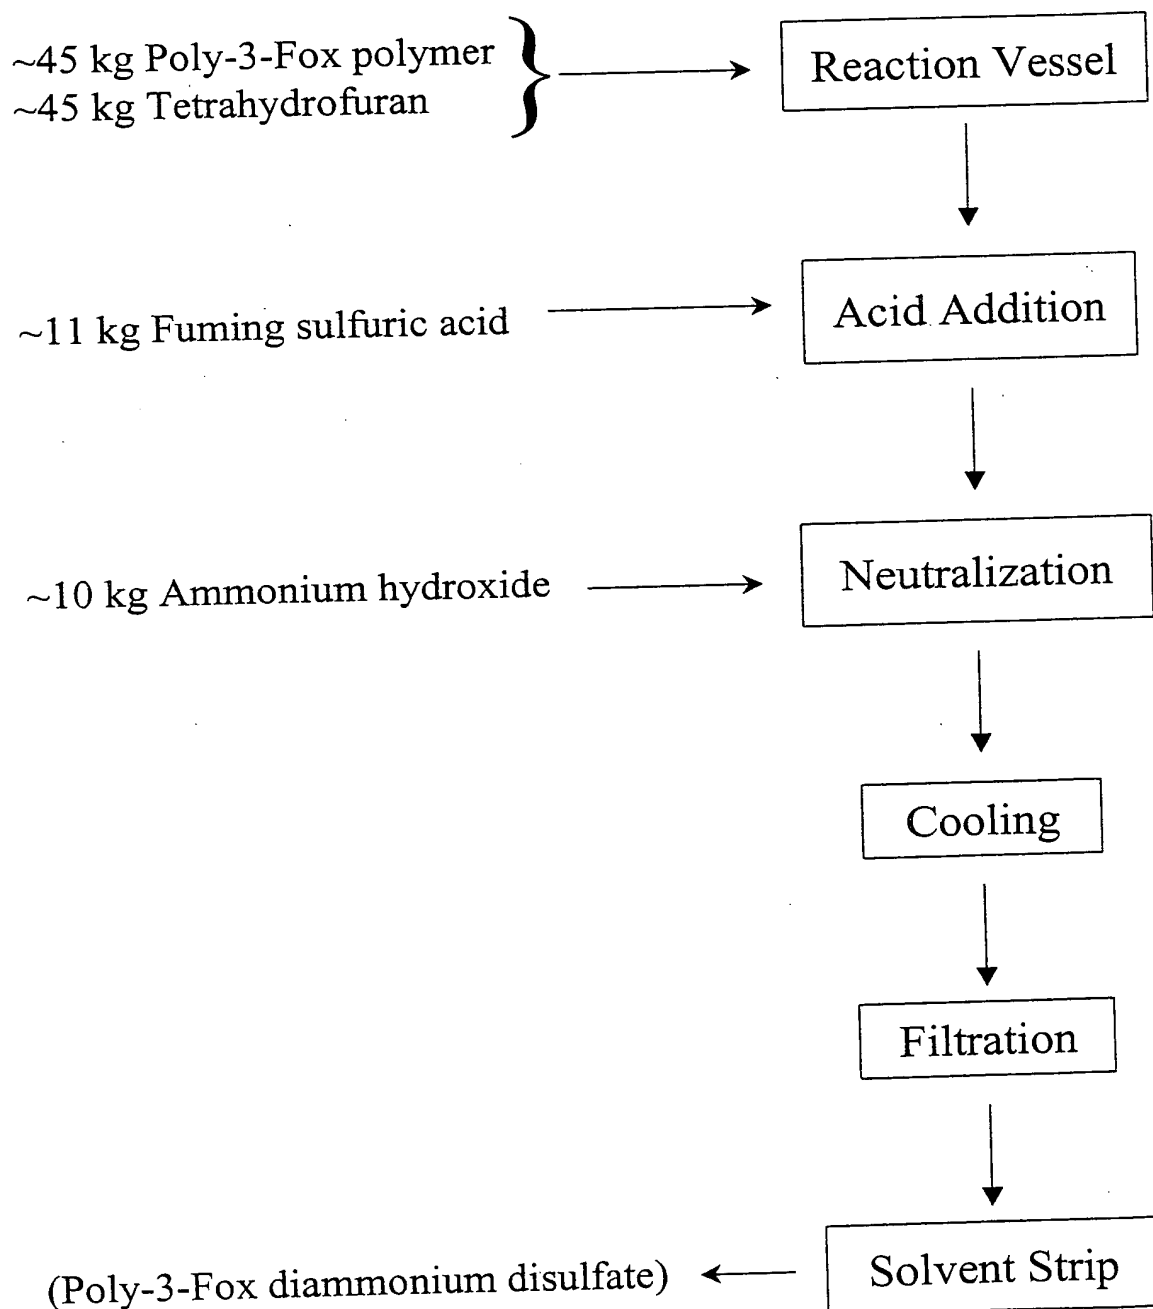 ~45 kg Poly-3-Fox polymer
~45 kg Tetrahydrofuran
Reaction Vessel
~11 kg Fuming sulfuric acid
Acid Addition
~10 kg Ammonium hydroxide
Neutralization
Cooling
Filtration
Solvent Strip
(Poly-3-Fox diammonium disulfate)